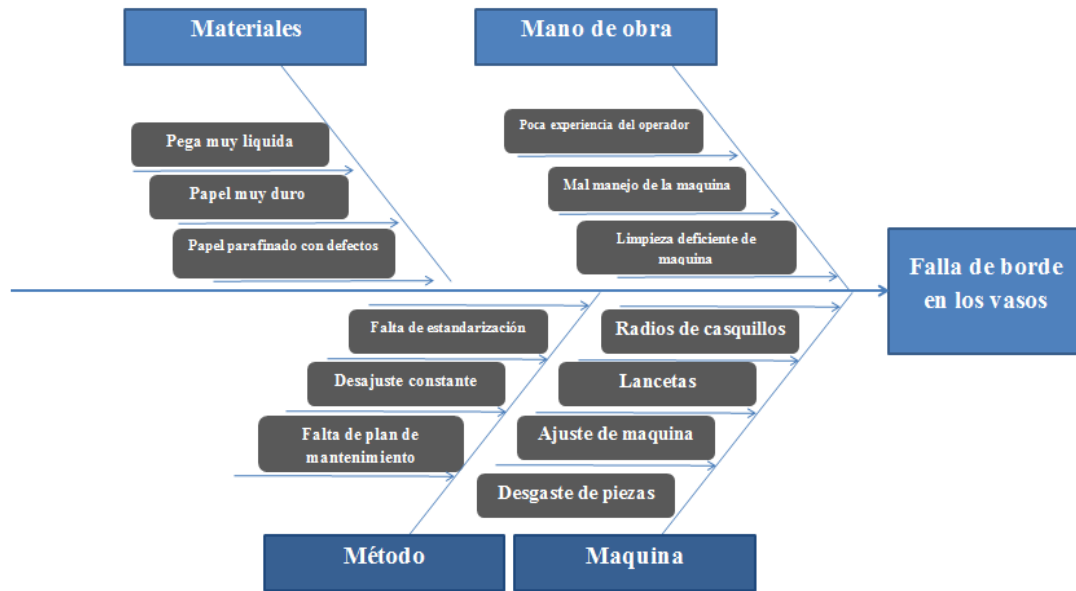 Materiales
Mano de obra
Pega muy liquida
Papel muy duro
Papel parafinado con defectos
Poca experiencia del operador
Mal manejo de la maquina
Limpieza deficiente de
maquina
Falla de borde
en los vasos
Falta de estandarización
Desajuste constante
Falta de plan de
mantenimiento
Radios de casquillos
Lancetas
Ajuste de maquina
Desgaste de piezas
Método
Maquina